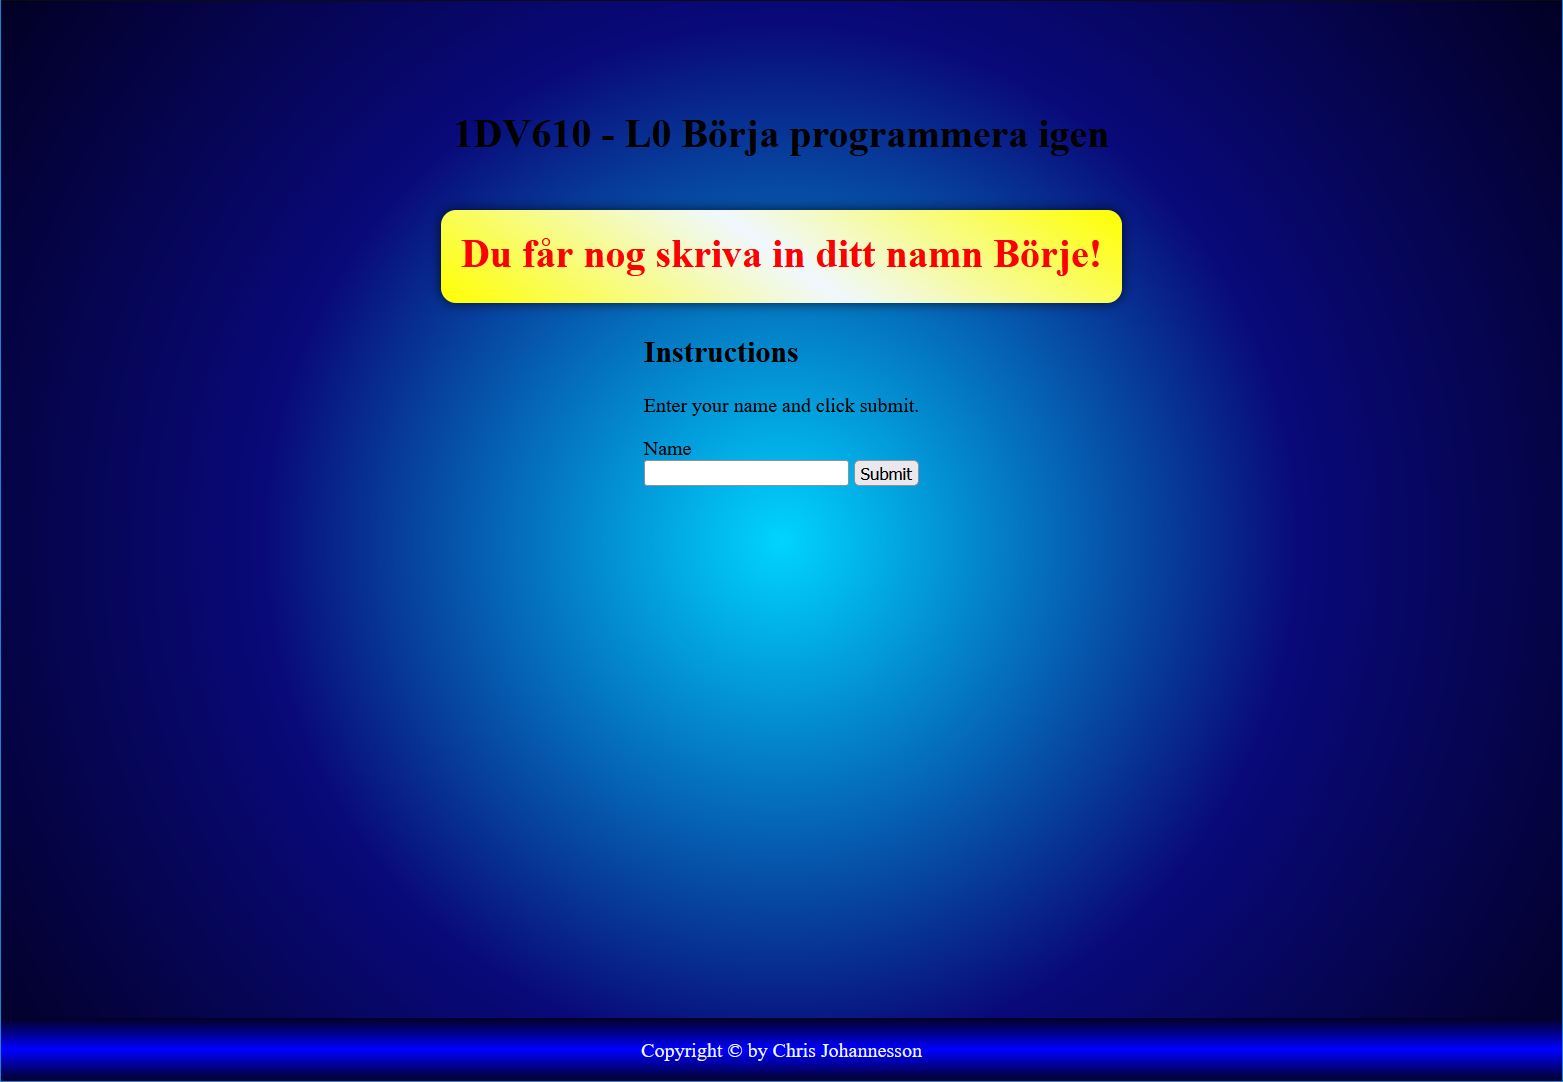 1DV610 - L0 Börja programmera igen
Du får nog skriva in ditt namn Börje!
Instructions
Enter your name and click submit.
Name
Submit
Copyright © by Chris Johannesson